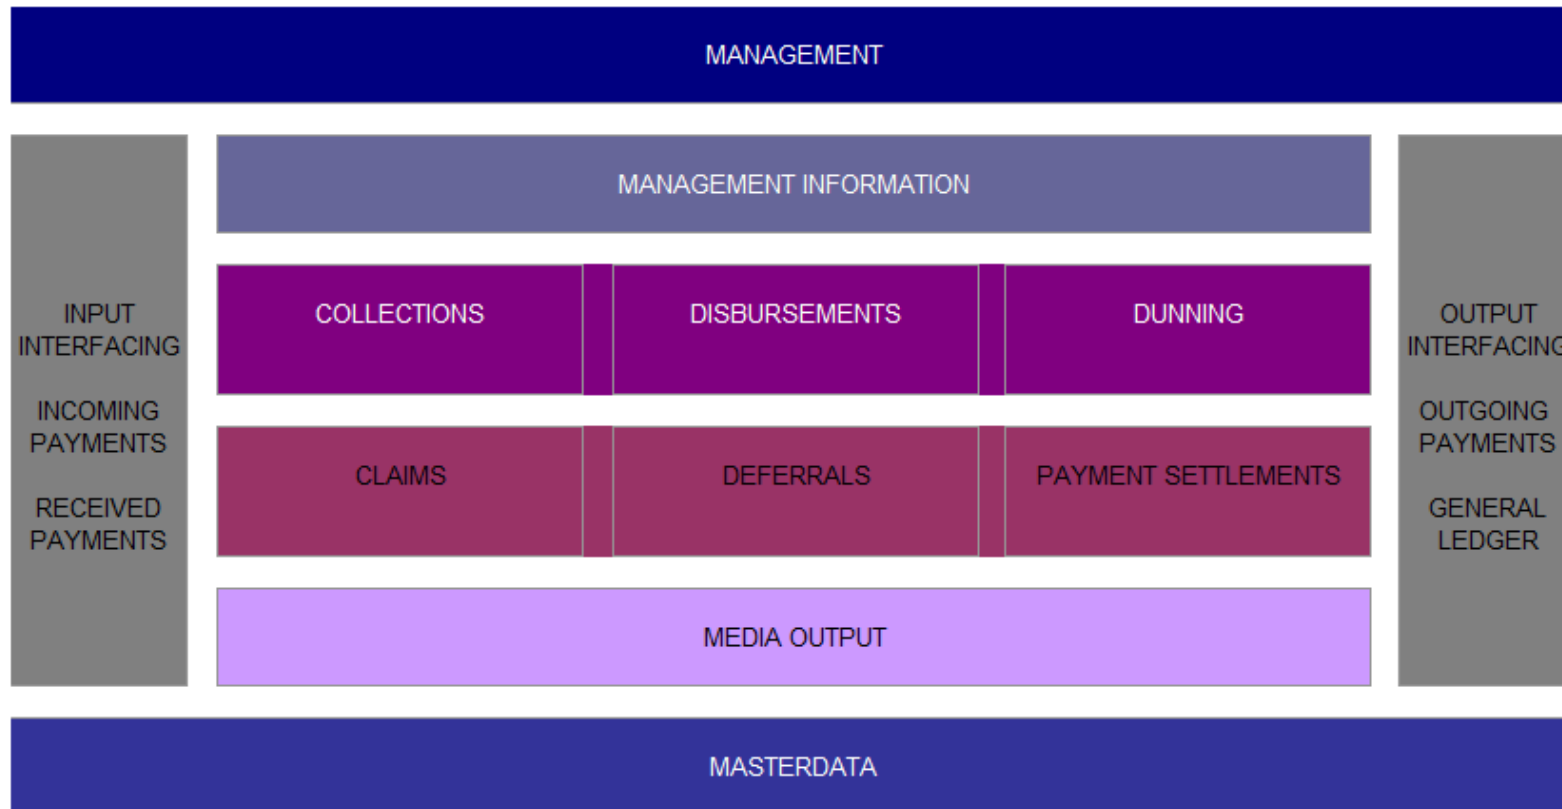 MANAGEMENT
MANAGEMENT INFORMATION
INPUT
INTERFACING
INCOMING
PAYMENTS
RECEIVED
PAYMENTS
COLLECTIONS
DISBURSEMENTS
DUNNING
CLAIMS
DEFERRALS
PAYMENT SETTLEMENTS
MEDIA OUTPUT
OUTPUT
INTERFACING
OUTGOING
PAYMENTS
GENERAL
LEDGER
MASTERDATA